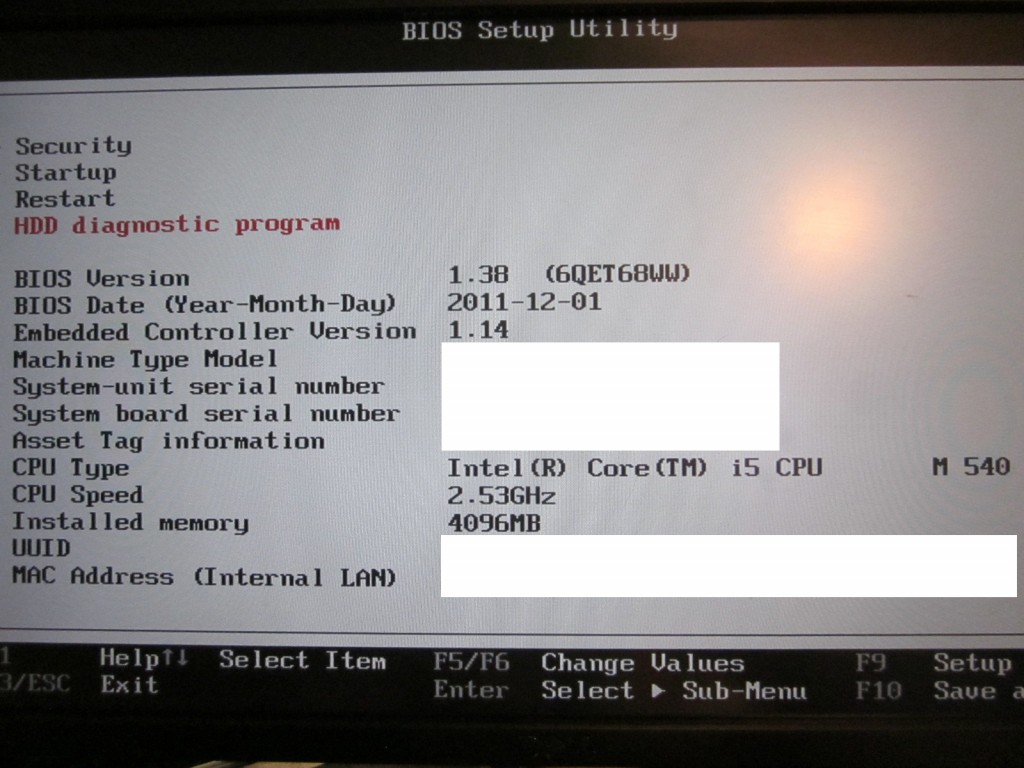 BIOS Setup Utility
Security
Startup
Restart
HDD diagnostic program
BIOS Version 1.38 (6QET68WW)
BIOS Date (Year-Month-Day) 2011-12-01
Embedded Controller Version 1.14
Machine Type Model
System-unit serial number
System board serial number
Asset Tag information
CPU Type Intel(R) Core(TM) i5 CPU M 540
CPU Speed 2.53GHz
Installed memory 4096MB
UUID
MAC Address (Internal LAN)
1 Help ↑↓ Select Item F5/F6 Change Values F9 Setup
3/ESC Exit Enter Select ▶ Sub-Menu F10 Save a